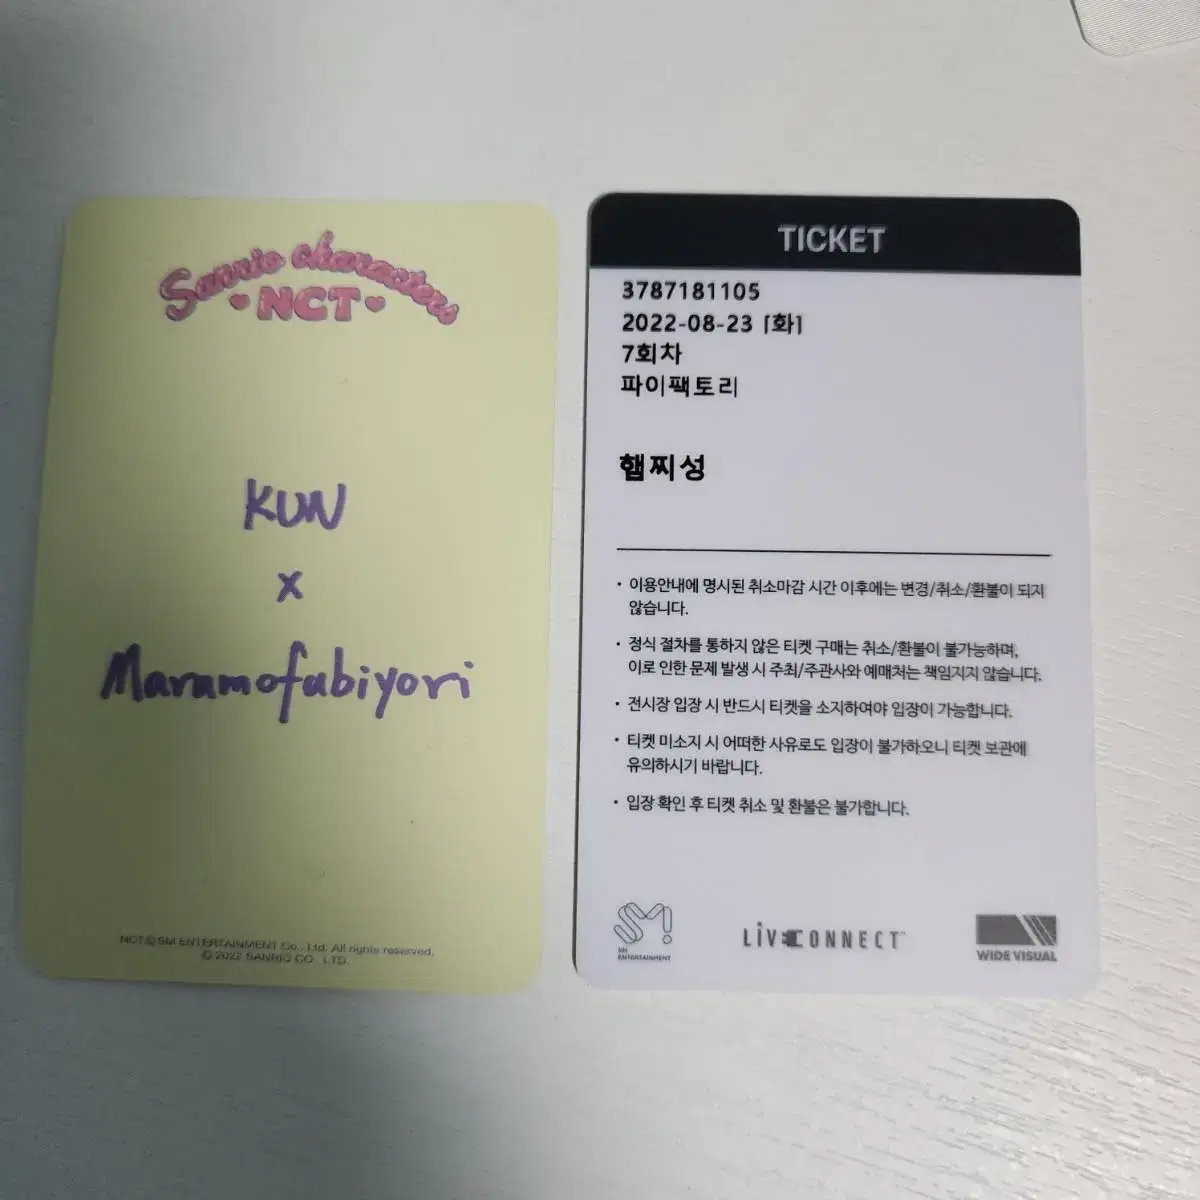 Sanrio characters
NCT
KUN
x
Marumofubiyori
NCT©SM ENTERTAINMENT Co., Ltd. All rights reserved.
© 2022 SANRIO CO., LTD.
TICKET
3787181105
2022-08-23 [화]
7회차
파이팩토리
햄찌성
• 이용안내에 명시된 취소마감 시간 이후에는 변경/취소/환불이 되지
않습니다.
• 정식 절차를 통하지 않은 티켓 구매는 취소/환불이 불가능하며,
이로 인한 문제 발생 시 주최/주관사와 예매처는 책임지지 않습니다.
• 전시장 입장 시 반드시 티켓을 소지하여야 입장이 가능합니다.
• 티켓 미소지 시 어떠한 사유로도 입장이 불가하오니 티켓 보관에
유의하시기 바랍니다.
• 입장 확인 후 티켓 취소 및 환불은 불가합니다.
SM
ENTERTAINMENT
LIVECONNECT™
WIDE VISUAL